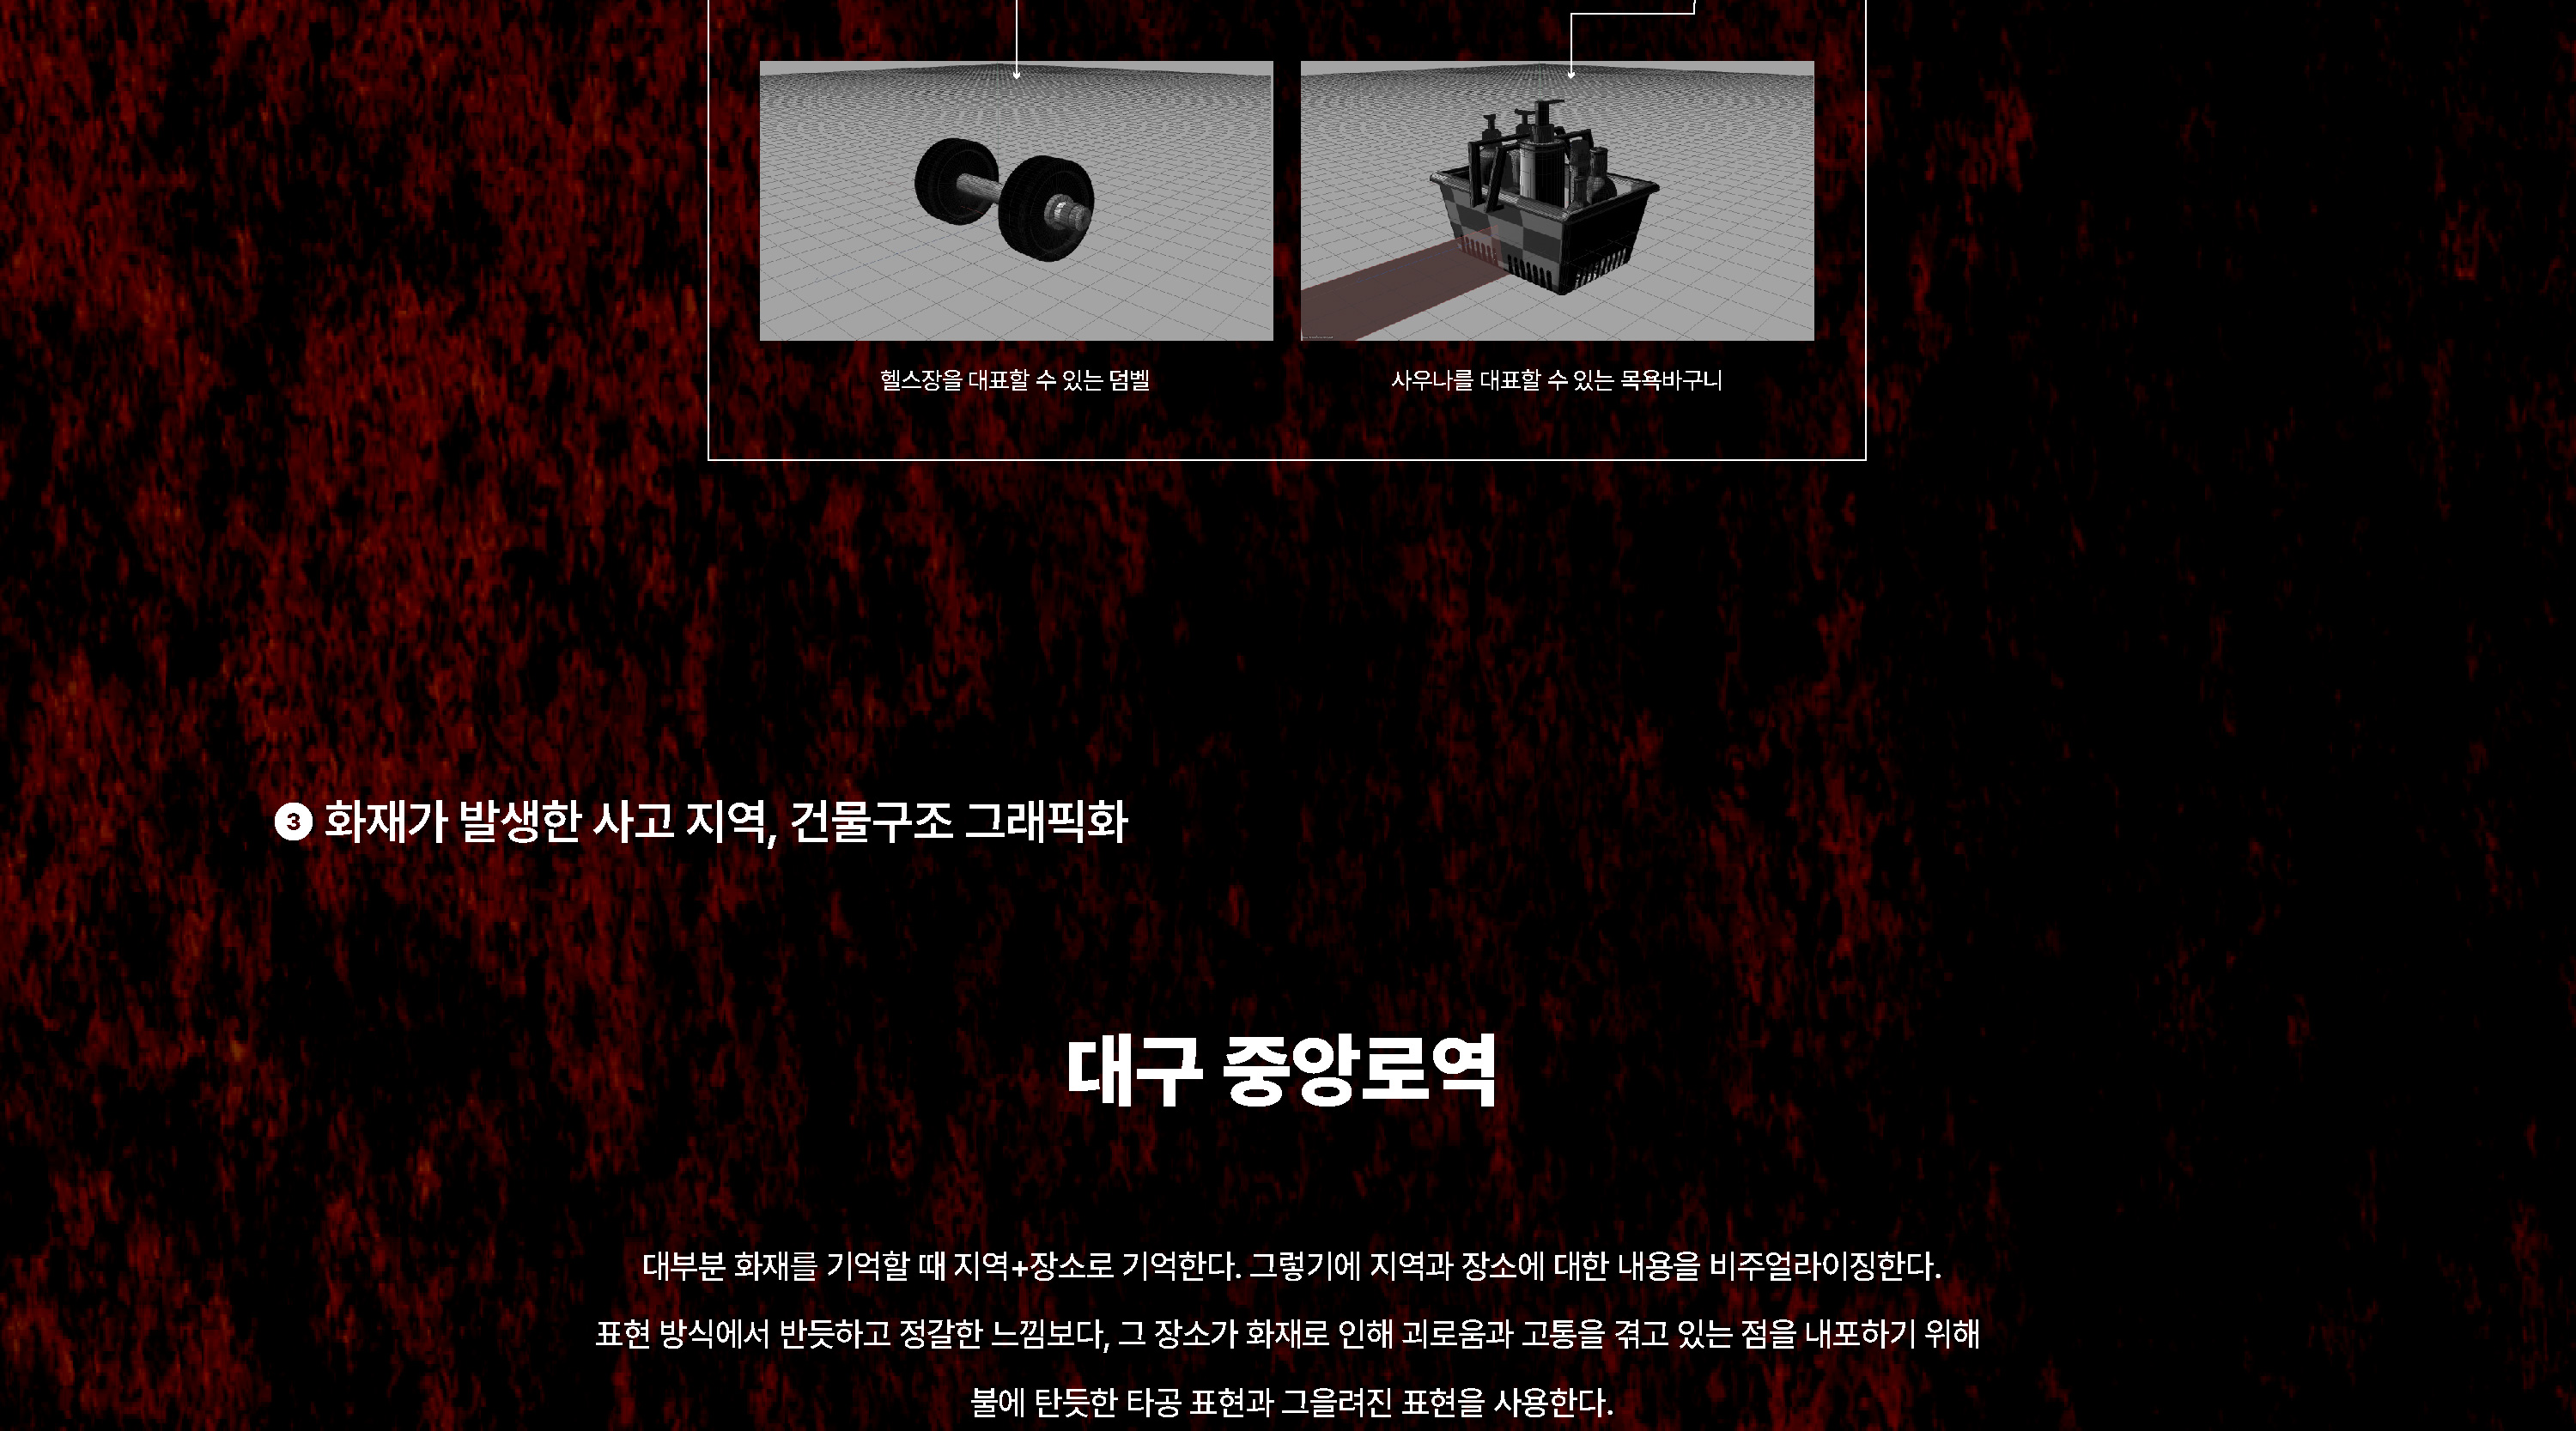 헬스장을 대표할 수 있는 덤벨
사우나를 대표할 수 있는 목욕바구니
3 화재가 발생한 사고 지역, 건물구조 그래픽화
대구 중앙로역
대부분 화재를 기억할 때 지역+장소로 기억한다. 그렇기에 지역과 장소에 대한 내용을 비주얼라이징한다.
표현 방식에서 반듯하고 정갈한 느낌보다, 그 장소가 화재로 인해 괴로움과 고통을 겪고 있는 점을 내포하기 위해
불에 탄듯한 타공 표현과 그을려진 표현을 사용한다.